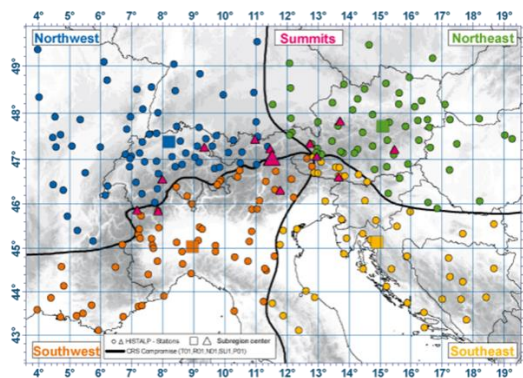 4° 5° 6° 7° 8° 9° 10° 11° 12° 13° 14° 15° 16° 17° 18° 19°
Northwest
Summits
Northeast
49°
48°
47°
46°
45°
44°
43°
HISTALP - Stations
Subregion center
CRS Compromise (T01,R01,N01,SU1,P01)
Southwest
Southeast
4° 5° 6° 7° 8° 9° 10° 11° 12° 13° 14° 15° 16° 17° 18° 19°